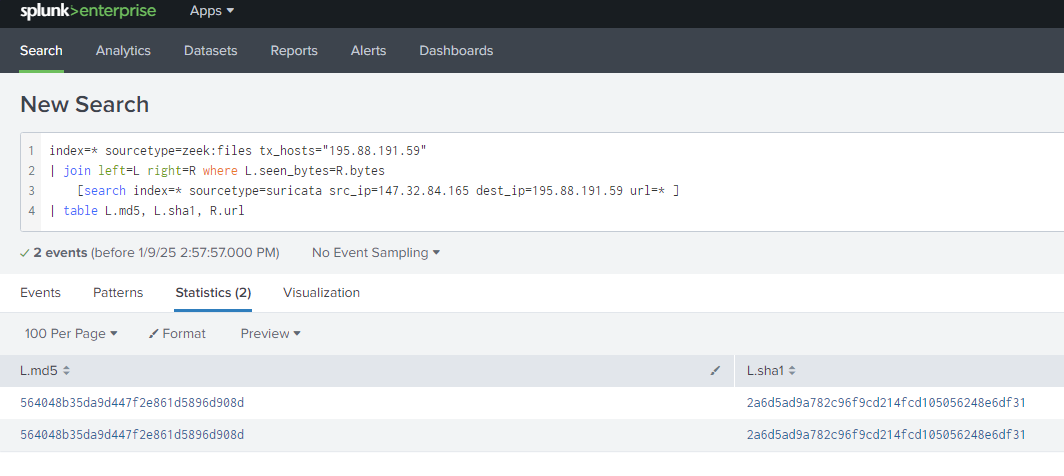 splunk>enterprise Apps
Search Analytics Datasets Reports Alerts Dashboards
New Search
1 index=* sourcetype=zeek:files tx_hosts="195.88.191.59"
2 | join left=L right=R where L.seen_bytes=R.bytes
3 [search index=* sourcetype=suricata src_ip=147.32.84.165 dest_ip=195.88.191.59 url=* ]
4 | table L.md5, L.sha1, R.url
2 events (before 1/9/25 2:57:57.000 PM) No Event Sampling
Events Patterns Statistics (2) Visualization
100 Per Page Format Preview
L.md5 L.sha1
564048b35da9d447f2e861d5896d908d 2a6d5ad9a782c96f9cd214fcd105056248e6df31
564048b35da9d447f2e861d5896d908d 2a6d5ad9a782c96f9cd214fcd105056248e6df31